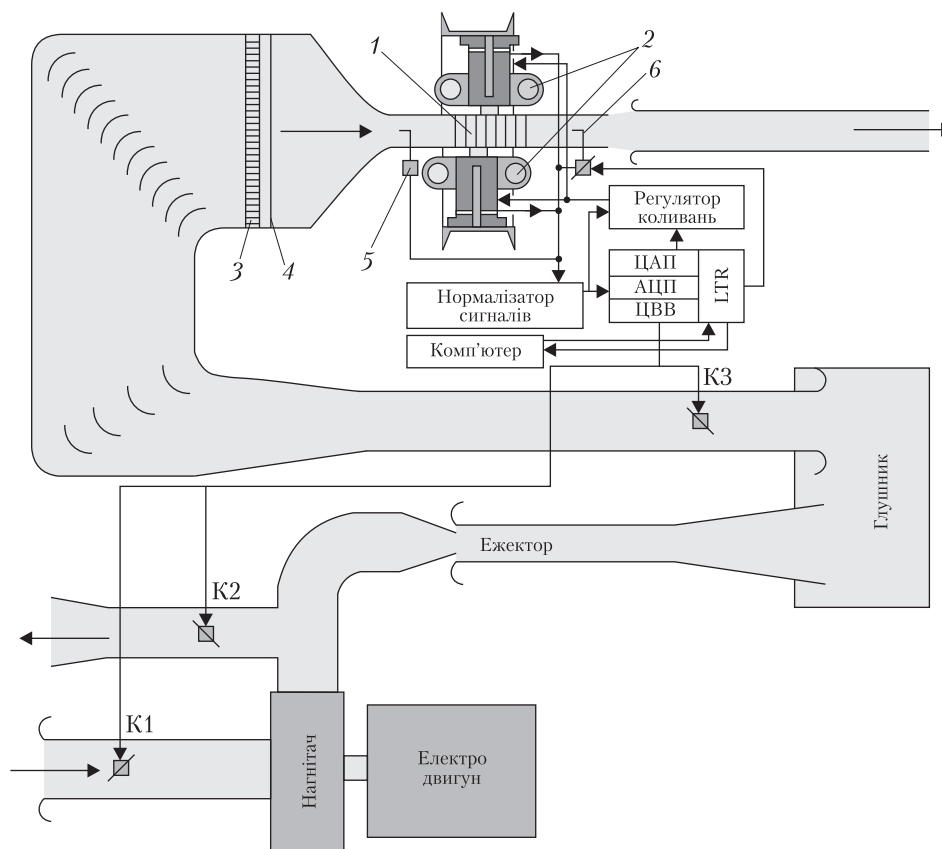 1
2
6
3
4
5
Регулятор
коливань
ЦАП
АЦП
ЦВВ
LTR
Нормалізатор
сигналів
Комп'ютер
К3
Глушник
Ежектор
К2
К1
Нагнітач
Електро
двигун